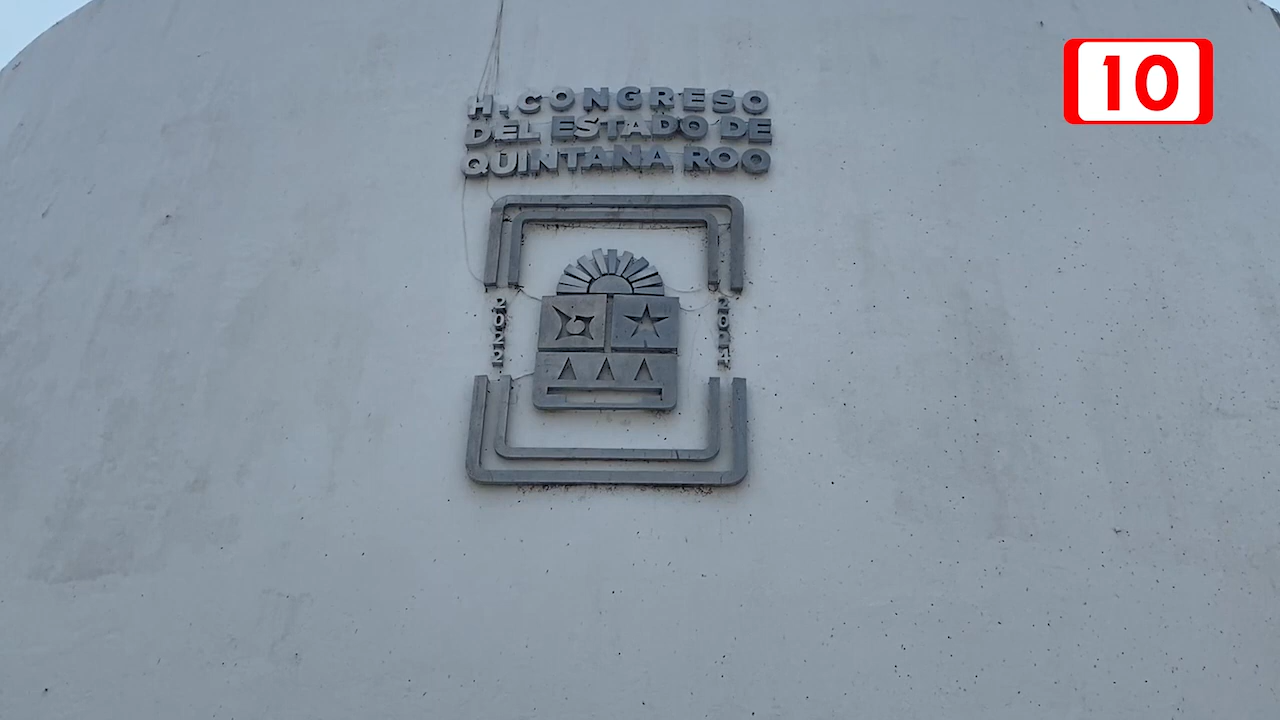 10
H. CONGRESO
DEL ESTADO DE
QUINTANA ROO
2022
2024